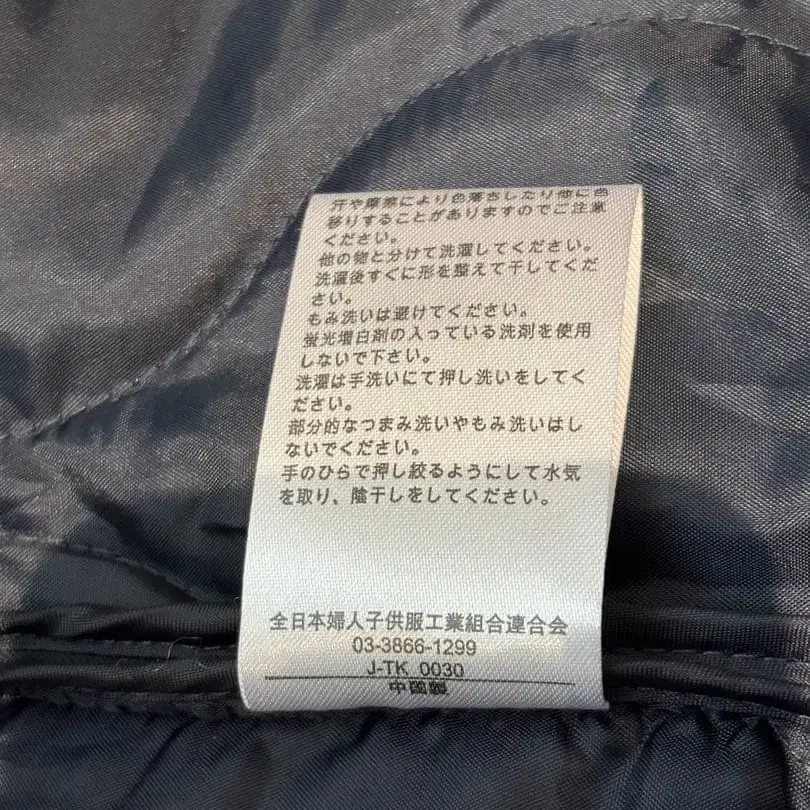 汗や摩擦により色落ちしたり他に色
移りすることがありますのでご注意
ください。
他の物と分けて洗濯してください。
洗濯後すぐに形を整えて干してくだ
さい。
もみ洗いは避けてください。
蛍光増白剤の入っている洗剤を使用
しないで下さい。
洗濯は手洗いにて押し洗いをしてく
ださい。
部分的なつまみ洗いやもみ洗いはし
ないでください。
手のひらで押し絞るようにして水気
を取り、陰干しをしてください。
全日本婦人子供服工業組合連合会
03-3866-1299
J-TK 0030
中国製